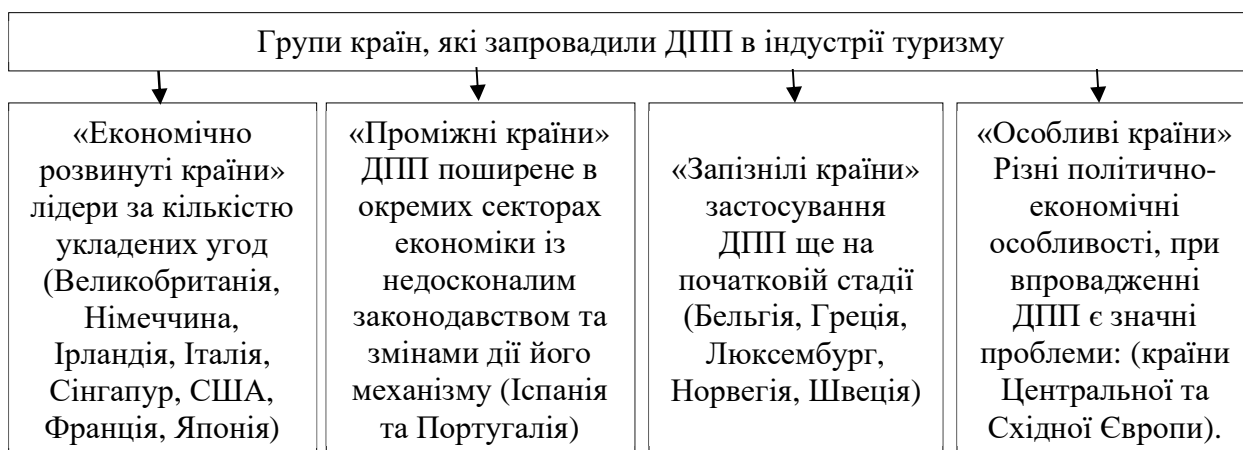 Групи країн, які запровадили ДПП в індустрії туризму
«Економічно
розвинуті країни»
лідери за кількістю
укладених угод
(Великобританія,
Німеччина,
Ірландія, Італія,
Сінгапур, США,
Франція, Японія)
«Проміжні країни»
ДПП поширене в
окремих секторах
економіки із
недосконалим
законодавством та
змінами дії його
механізму (Іспанія
та Португалія)
«Запізнілі країни»
застосування
ДПП ще на
початковій стадії
(Бельгія, Греція,
Люксембург,
Норвегія, Швеція)
«Особливі країни»
Різні політично-
економічні
особливості, при
впровадженні
ДПП є значні
проблеми: (країни
Центральної та
Східної Європи).